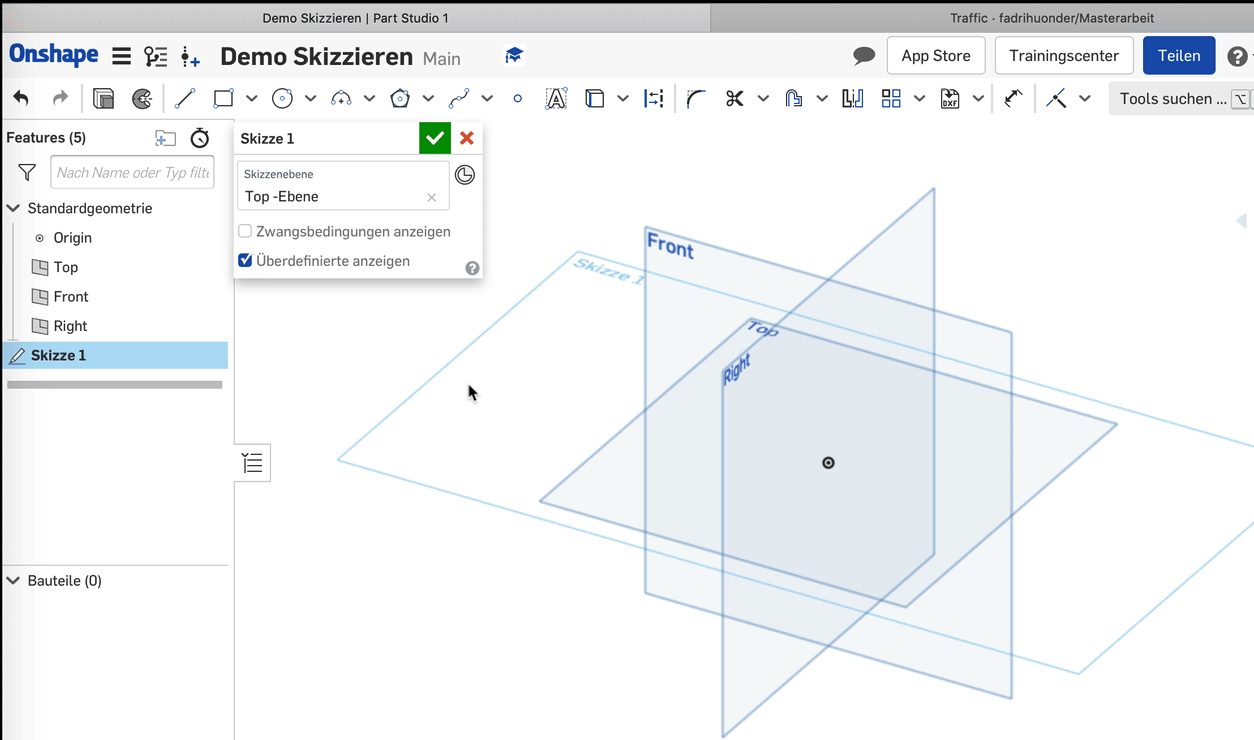 Demo Skizzieren | Part Studio 1
Traffic · fadrihuonder/Masterarbeit
Onshape
Demo Skizzieren Main
App Store
Trainingscenter
Teilen
?
DXF
Tools suchen ...
Features (5)
Nach Name oder Typ filte
Standardgeometrie
Origin
Top
Front
Right
Skizze 1
Bauteile (0)
Skizze 1
Skizzenebene
Top -Ebene
Zwangsbedingungen anzeigen
Überdefinierte anzeigen
?
Front
Skizze 1
Top
Right